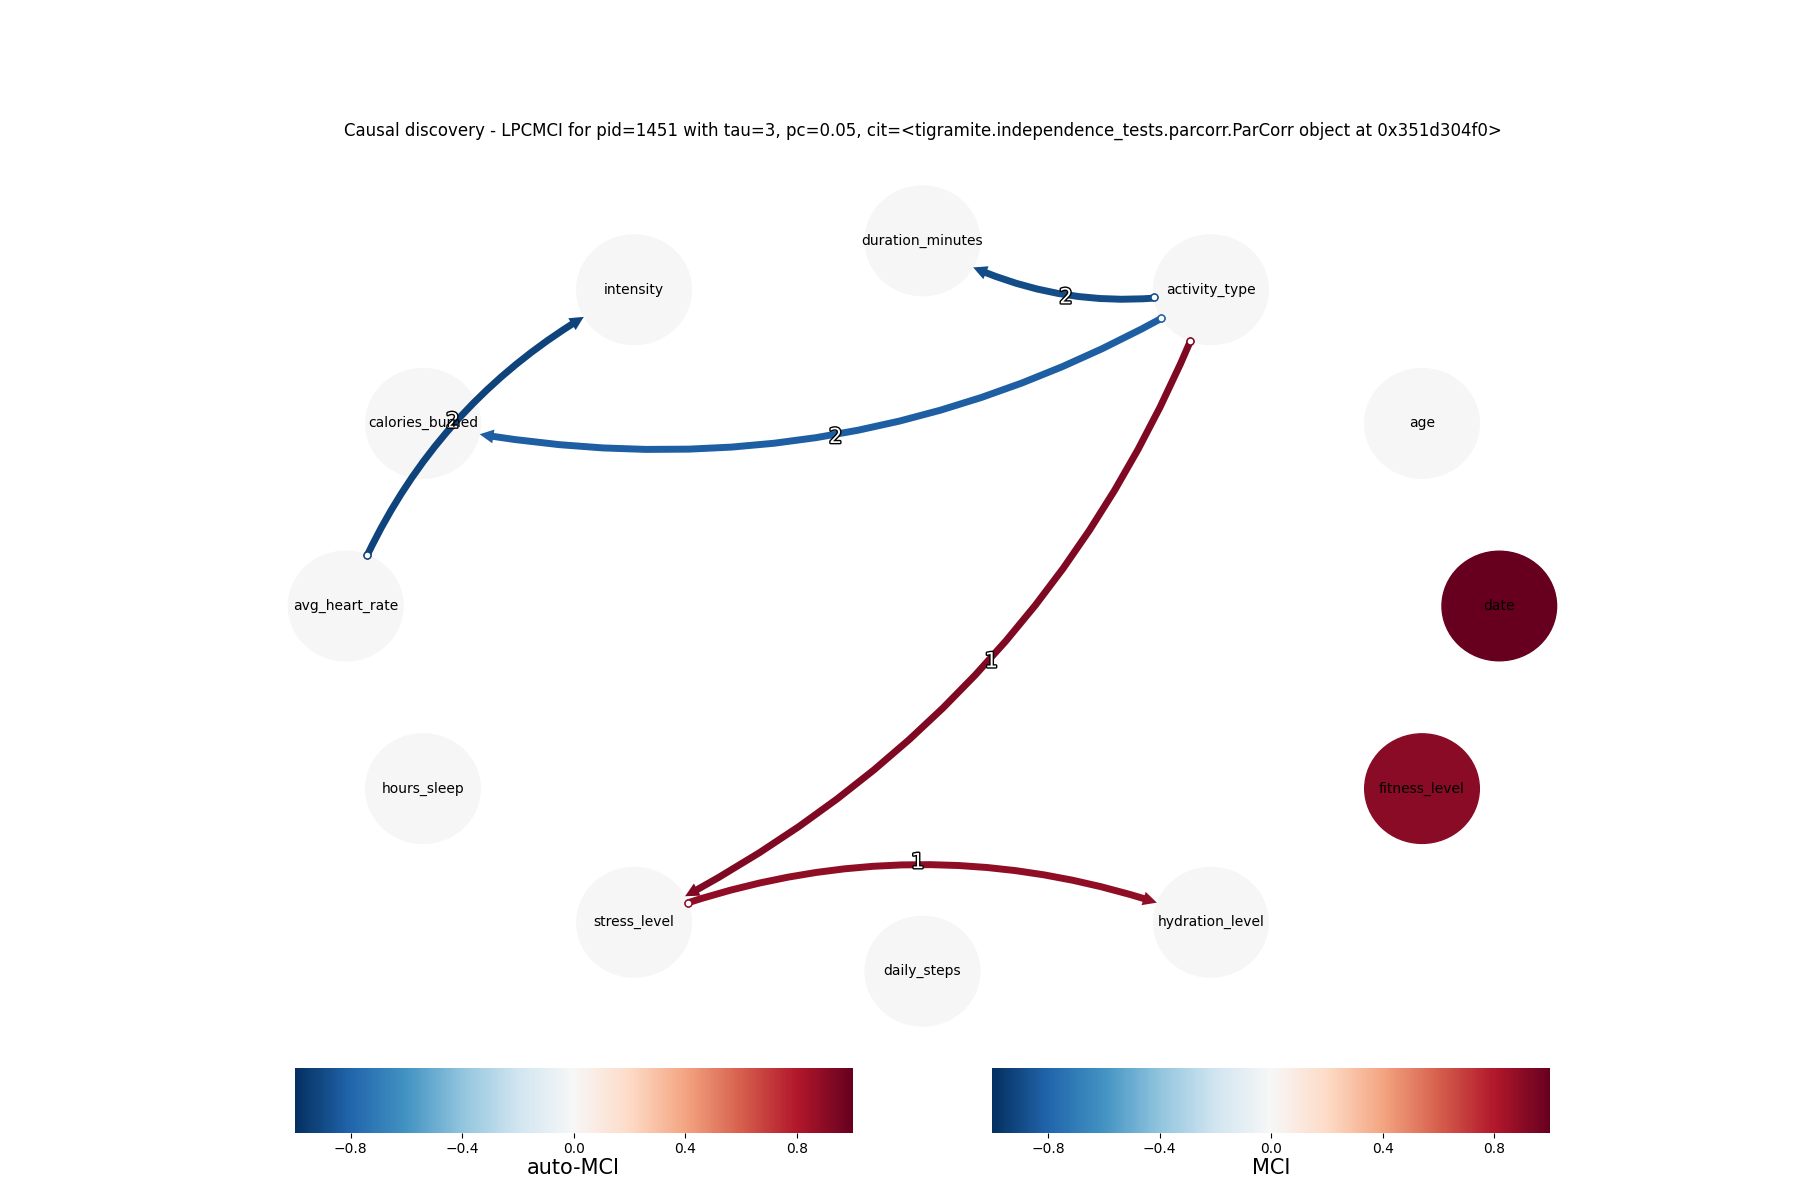 Causal discovery - LPCMCI for pid=1451 with tau=3, pc=0.05, cit=<tigramite.independence_tests.parcorr.ParCorr object at 0x351d304f0>
duration_minutes
intensity
activity_type
2
calories_burned
2
2
age
avg_heart_rate
date
1
hours_sleep
fitness_level
1
stress_level
hydration_level
daily_steps
−0.8 −0.4 0.0 0.4 0.8
auto-MCI
−0.8 −0.4 0.0 0.4 0.8
MCI